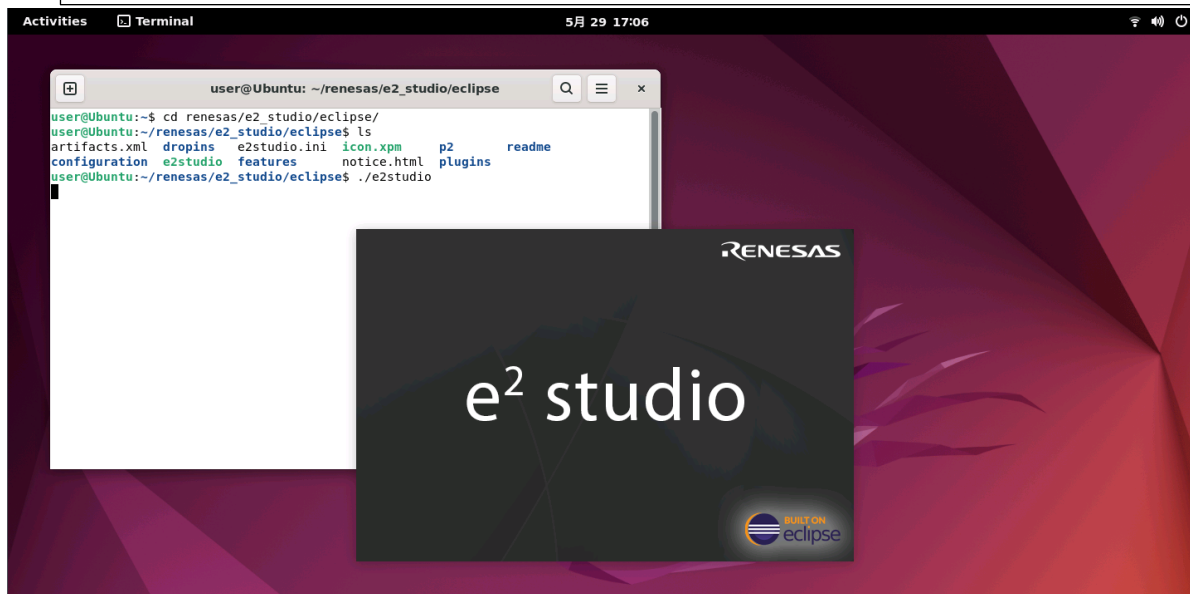 Activities Terminal 5月 29 17:06
user@Ubuntu: ~/renesas/e2_studio/eclipse
user@Ubuntu:~$ cd renesas/e2_studio/eclipse/
user@Ubuntu:~/renesas/e2_studio/eclipse$ ls
artifacts.xml dropins e2studio.ini icon.xpm p2 readme
configuration e2studio features notice.html plugins
user@Ubuntu:~/renesas/e2_studio/eclipse$ ./e2studio
RENESAS
e² studio
BUILT ON
eclipse